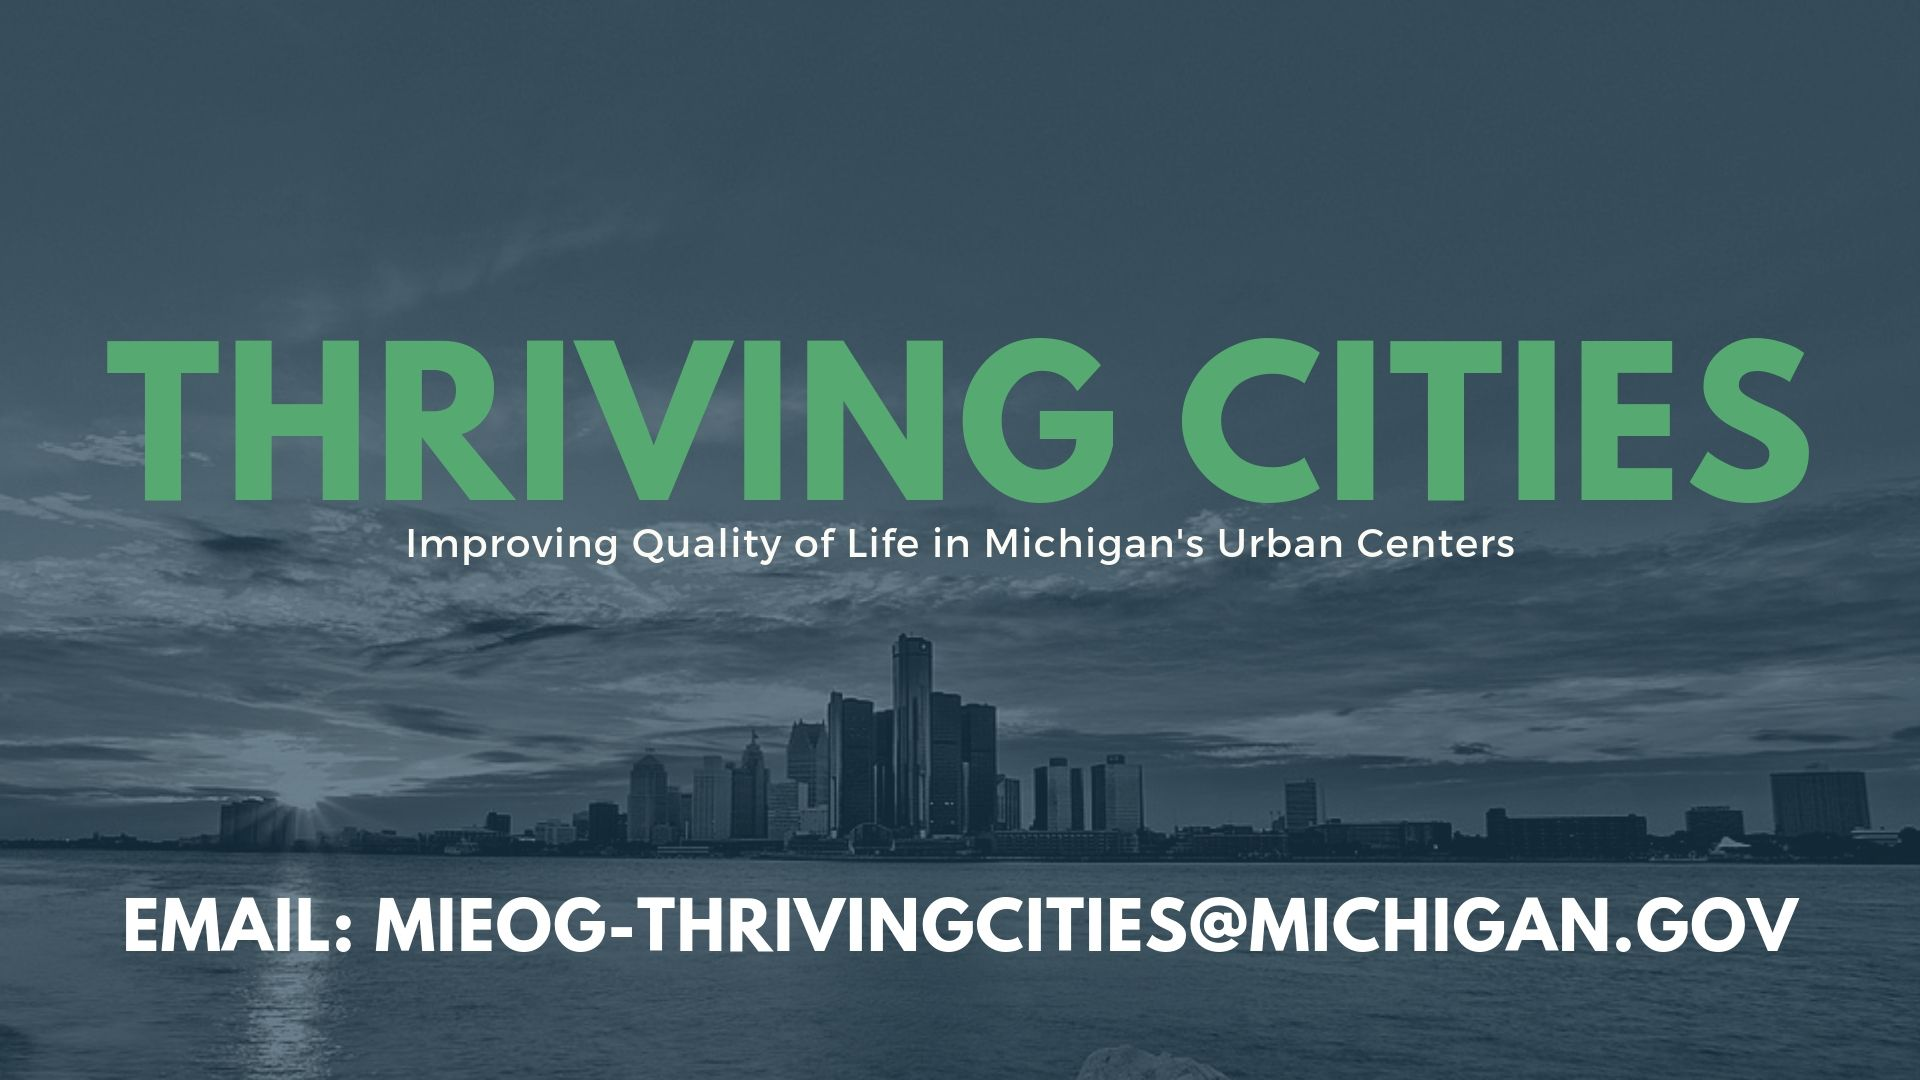 THRIVING CITIES
Improving Quality of Life in Michigan's Urban Centers
EMAIL: MIEOG-THRIVINGCITIES@MICHIGAN.GOV